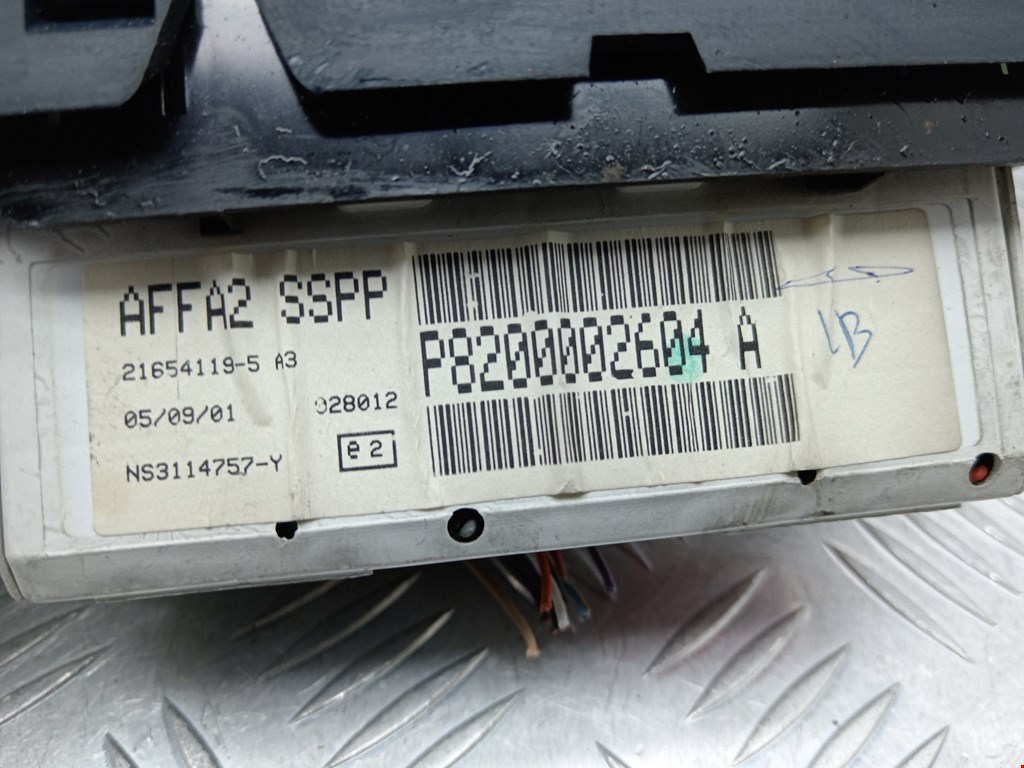 AFFA2 SSPP
21654119-5 A3
05/09/01 028012
NS3114757-Y e2
P8200002604 A
1B